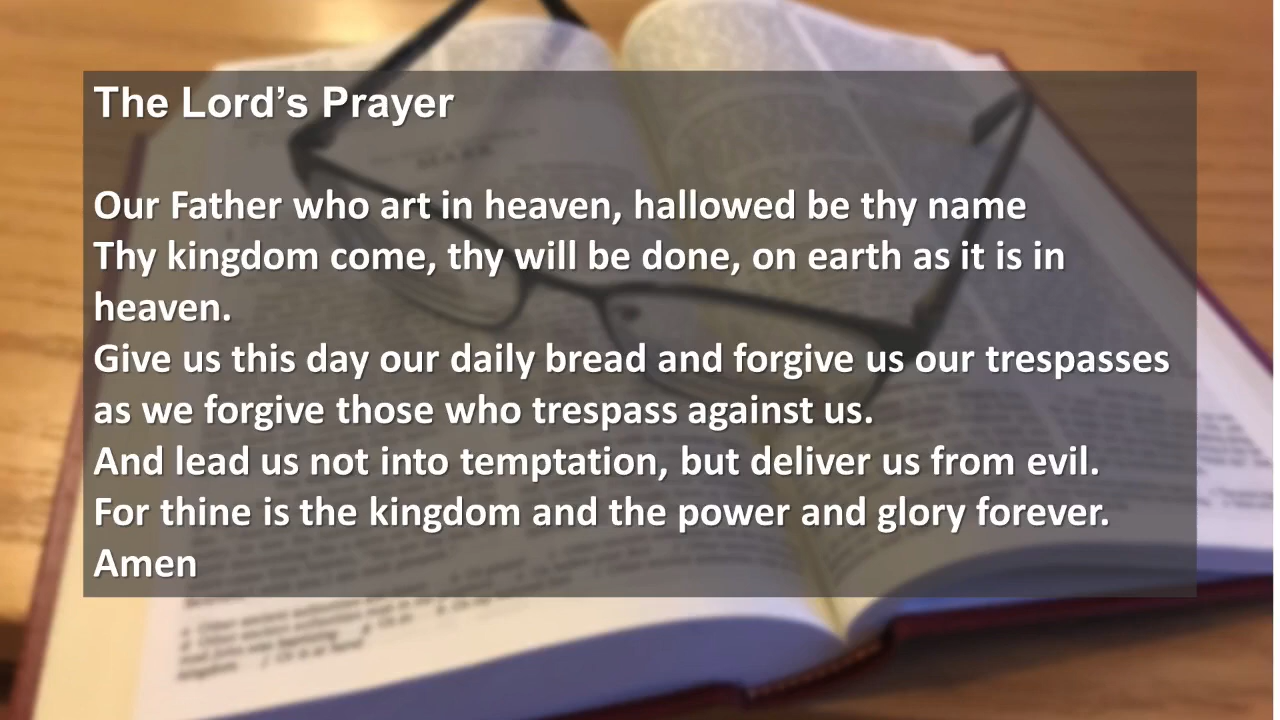 The Lord’s Prayer
Our Father who art in heaven, hallowed be thy name
Thy kingdom come, thy will be done, on earth as it is in
heaven.
Give us this day our daily bread and forgive us our trespasses
as we forgive those who trespass against us.
And lead us not into temptation, but deliver us from evil.
For thine is the kingdom and the power and glory forever.
Amen